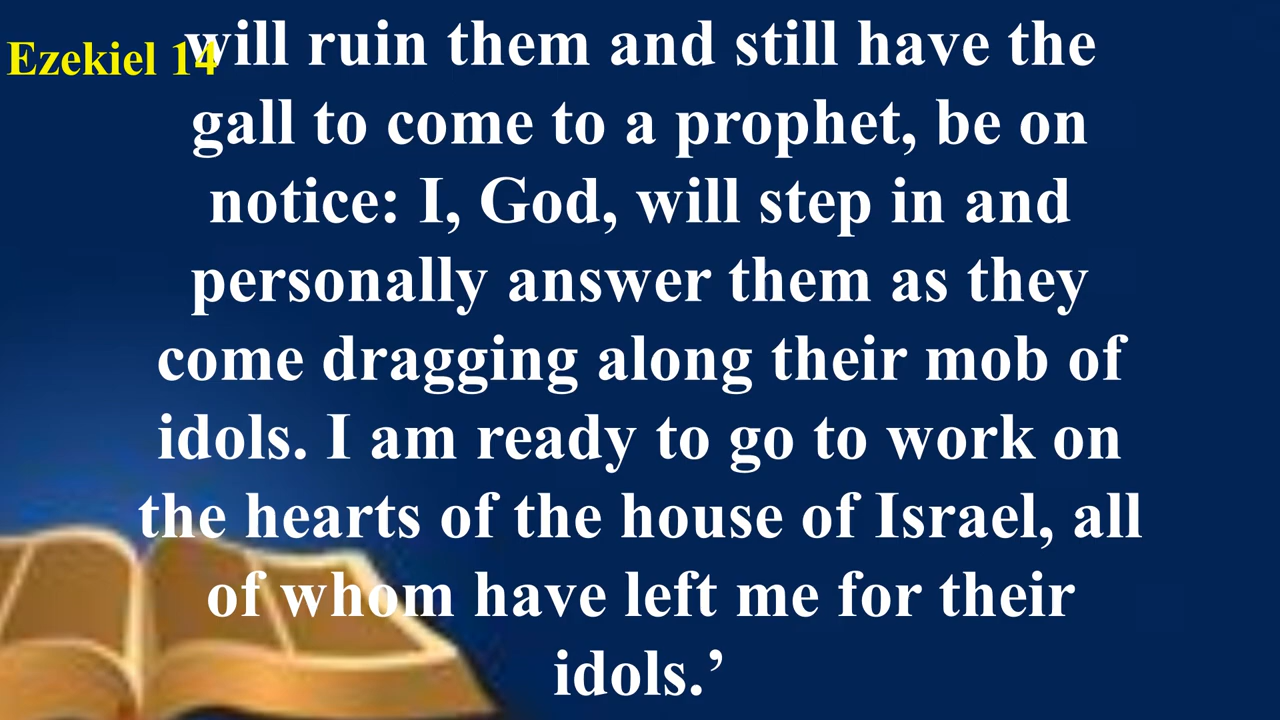 Ezekiel 14
will ruin them and still have the
gall to come to a prophet, be on
notice: I, God, will step in and
personally answer them as they
come dragging along their mob of
idols. I am ready to go to work on
the hearts of the house of Israel, all
of whom have left me for their
idols.’